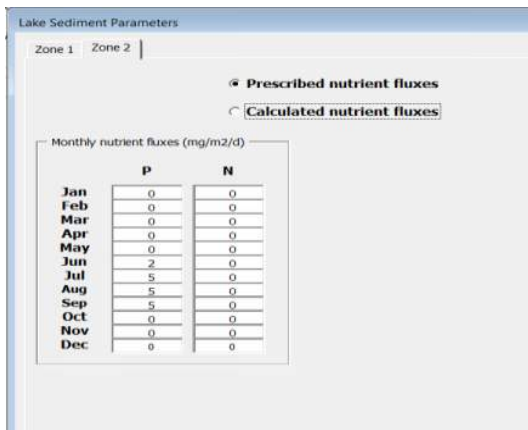 Lake Sediment Parameters
Zone 1 Zone 2
Prescribed nutrient fluxes
Calculated nutrient fluxes
Monthly nutrient fluxes (mg/m2/d)
P N
Jan 0 0
Feb 0 0
Mar 0 0
Apr 0 0
May 0 0
Jun 2 0
Jul 5 0
Aug 5 0
Sep 5 0
Oct 0 0
Nov 0 0
Dec 0 0